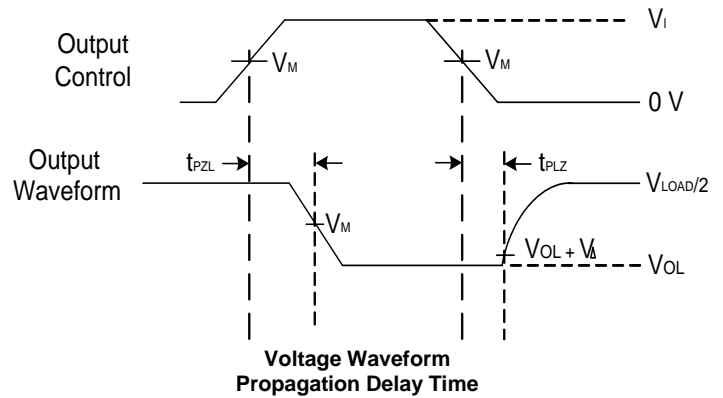 Output
Control
VM
VM
VI
0 V
Output
Waveform
tPZL
tPLZ
VM
VLOAD/2
VOL + VΔ
VOL
Voltage Waveform
Propagation Delay Time